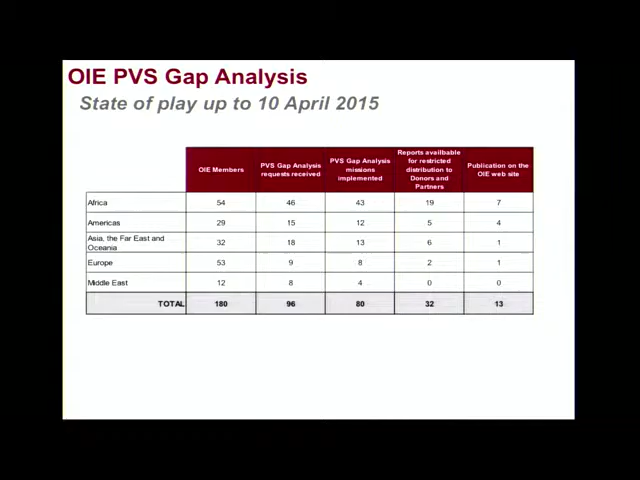 OIE PVS Gap Analysis
State of play up to 10 April 2015
OIE Members
PVS Gap Analysis
requests received
PVS Gap Analysis
missions
implemented
Reports availbable
for restricted
distribution to
Donors and
Partners
Publication on the
OIE web site
Africa 54 46 43 19 7
Americas 29 15 12 5 4
Asia, the Far East and
Oceania 32 18 13 6 1
Europe 53 9 8 2 1
Middle East 12 8 4 0 0
TOTAL 180 96 80 32 13